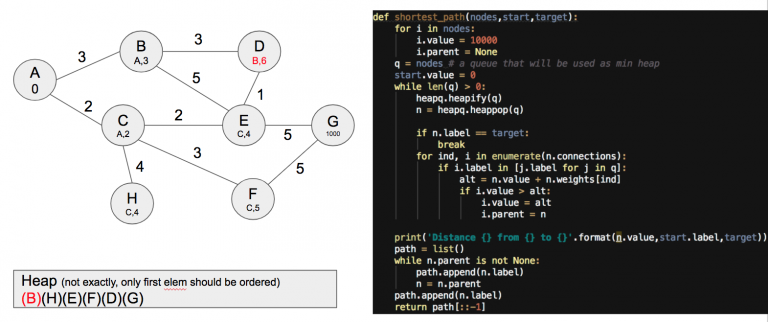 3
B
A,3
3
D
B,6
A
0
5
1
2
C
A,2
2
E
C,4
5
G
1000
4
3
5
H
C,4
F
C,5
Heap (not exactly, only first elem should be ordered)
(B)(H)(E)(F)(D)(G)
def shortest_path(nodes,start,target):
    for i in nodes:
        i.value = 10000
        i.parent = None
    q = nodes # a queue that will be used as min heap
    start.value = 0
    while len(q) > 0:
        heapq.heapify(q)
        n = heapq.heappop(q)

        if n.label == target:
            break
        for ind, i in enumerate(n.connections):
            if i.label in [j.label for j in q]:
                alt = n.value + n.weights[ind]
                if i.value > alt:
                    i.value = alt
                    i.parent = n

    print('Distance {} from {} to {}'.format(n.value,start.label,target))
    path = list()
    while n.parent is not None:
        path.append(n.label)
        n = n.parent
    path.append(n.label)
    return path[::-1]